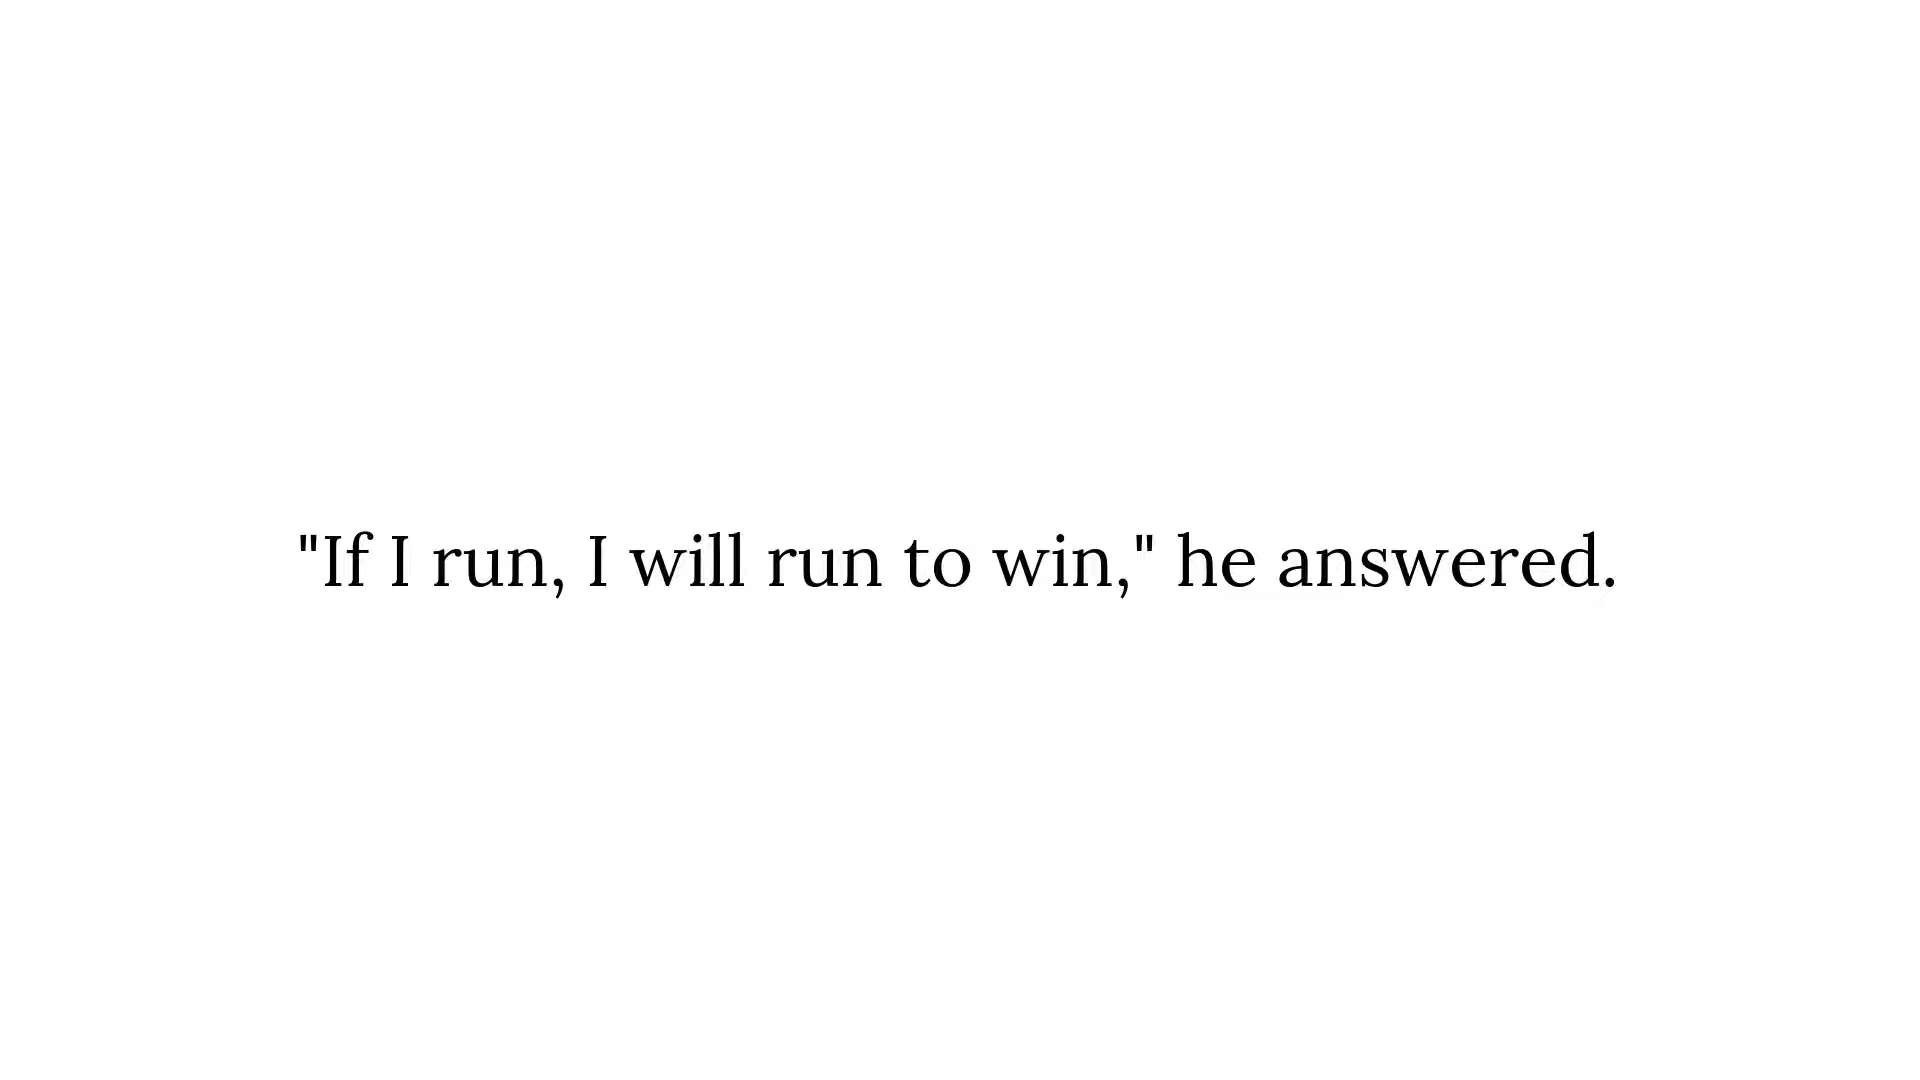 "If I run, I will run to win," he answered.